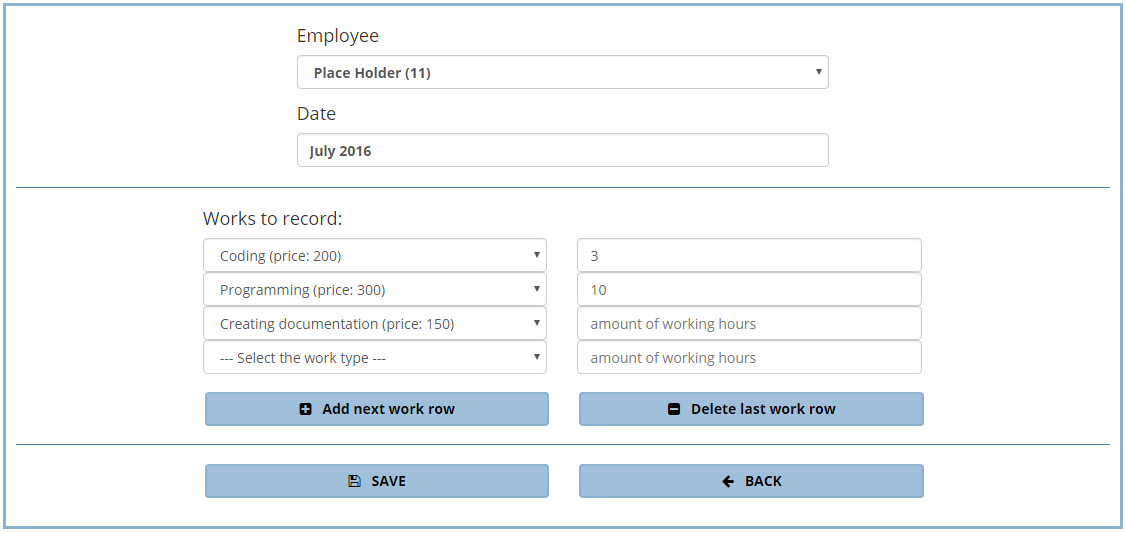 Employee
Place Holder (11)
Date
July 2016
Works to record:
Coding (price: 200) 3
Programming (price: 300) 10
Creating documentation (price: 150) amount of working hours
--- Select the work type --- amount of working hours
Add next work row Delete last work row
SAVE BACK